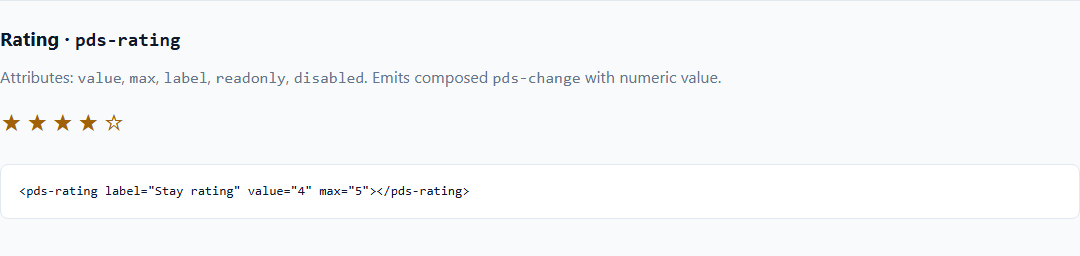 Rating · pds-rating
Attributes: value, max, label, readonly, disabled. Emits composed pds-change with numeric value.
★ ★ ★ ★ ☆
<pds-rating label="Stay rating" value="4" max="5"></pds-rating>